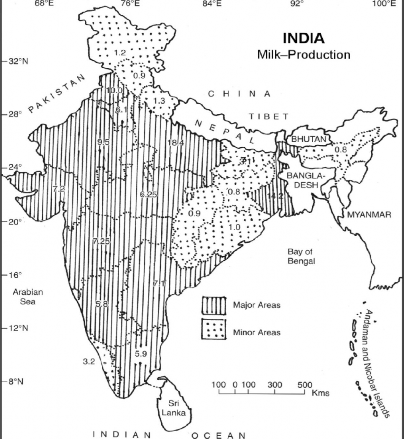 68°E 76°E 84°E 92° 100°E
INDIA
Milk–Production
32°N
28°
24°
20°
16°
12°N
8°N
PAKISTAN
CHINA
TIBET
NEPAL
BHUTAN
BANGLA-
DESH
MYANMAR
1.2
0.9
10.0
1.3
9.5
18.4
0.8
7.2
6.25
0.8
0.9
1.0
7.25
7.1
5.8
5.9
3.2
Bay of
Bengal
Arabian
Sea
Major Areas
Minor Areas
100 0 100 300 500
Kms
Andaman and Nicobar Islands
Sri
Lanka
INDIAN OCEAN